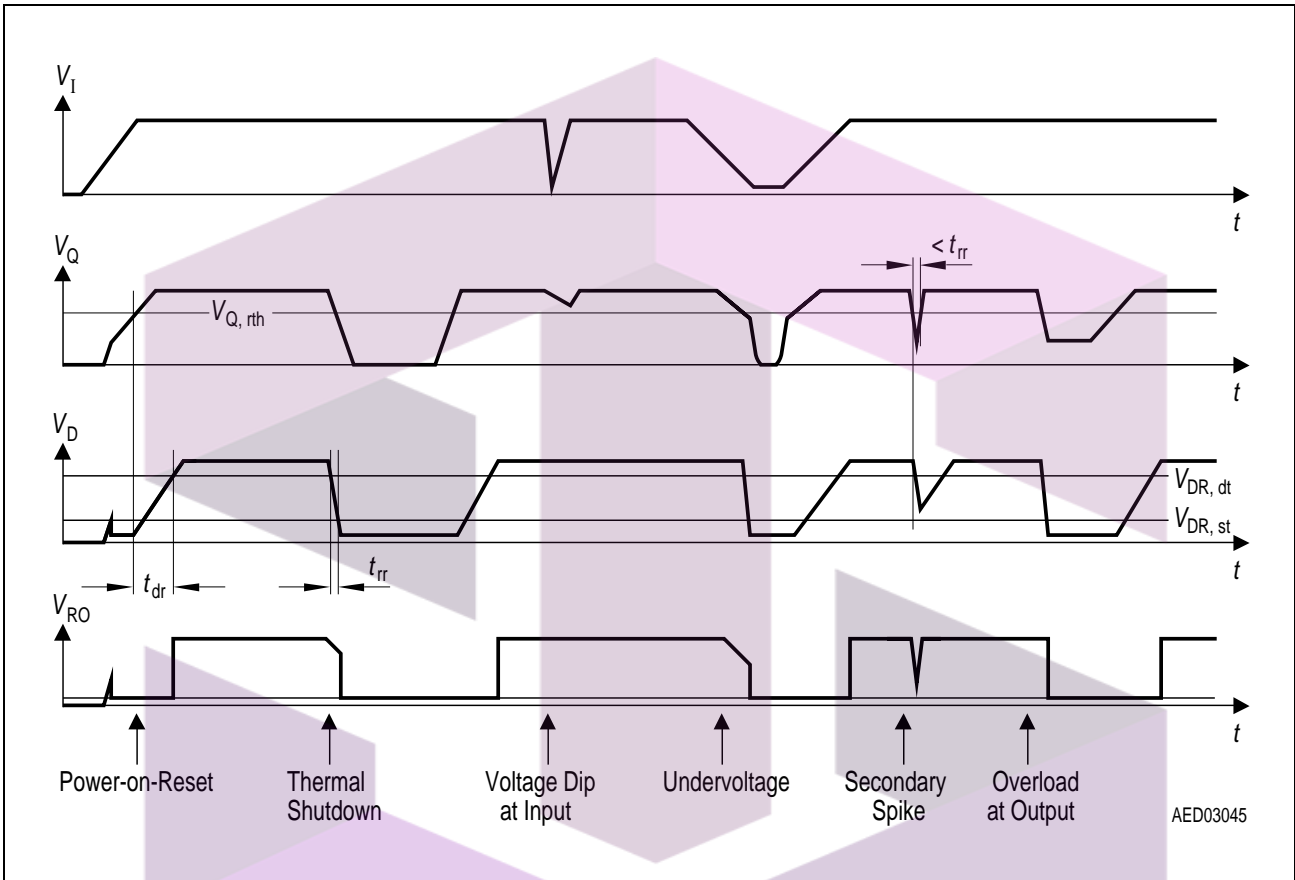 V_I
t
V_Q
< t_rr
V_Q, rth
t
V_D
V_DR, dt
V_DR, st
t_dr
t_rr
t
V_RO
t
Power-on-Reset
Thermal
Shutdown
Voltage Dip
at Input
Undervoltage
Secondary
Spike
Overload
at Output
AED03045